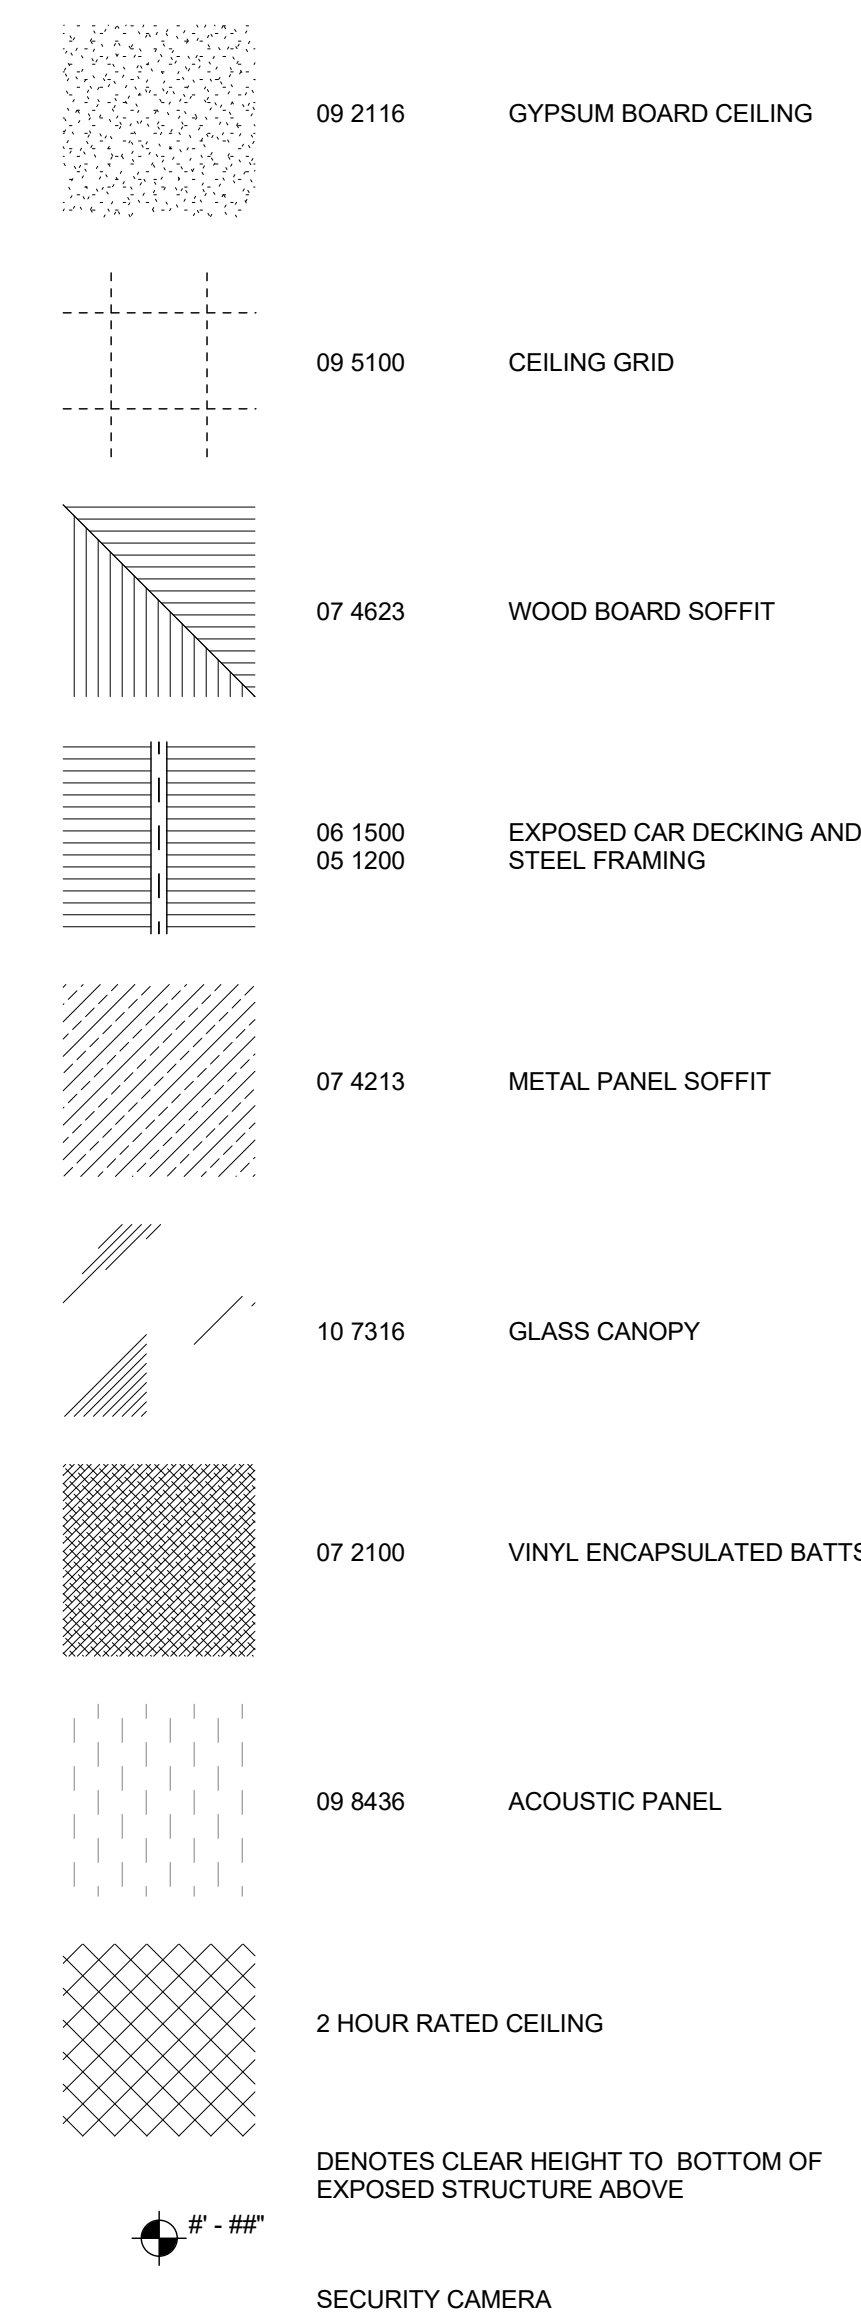 09 2116 GYPSUM BOARD CEILING
09 5100 CEILING GRID
07 4623 WOOD BOARD SOFFIT
06 1500 EXPOSED CAR DECKING AND
05 1200 STEEL FRAMING
07 4213 METAL PANEL SOFFIT
10 7316 GLASS CANOPY
07 2100 VINYL ENCAPSULATED BATTS
09 8436 ACOUSTIC PANEL
2 HOUR RATED CEILING
DENOTES CLEAR HEIGHT TO BOTTOM OF
EXPOSED STRUCTURE ABOVE
#' - ##"
SECURITY CAMERA